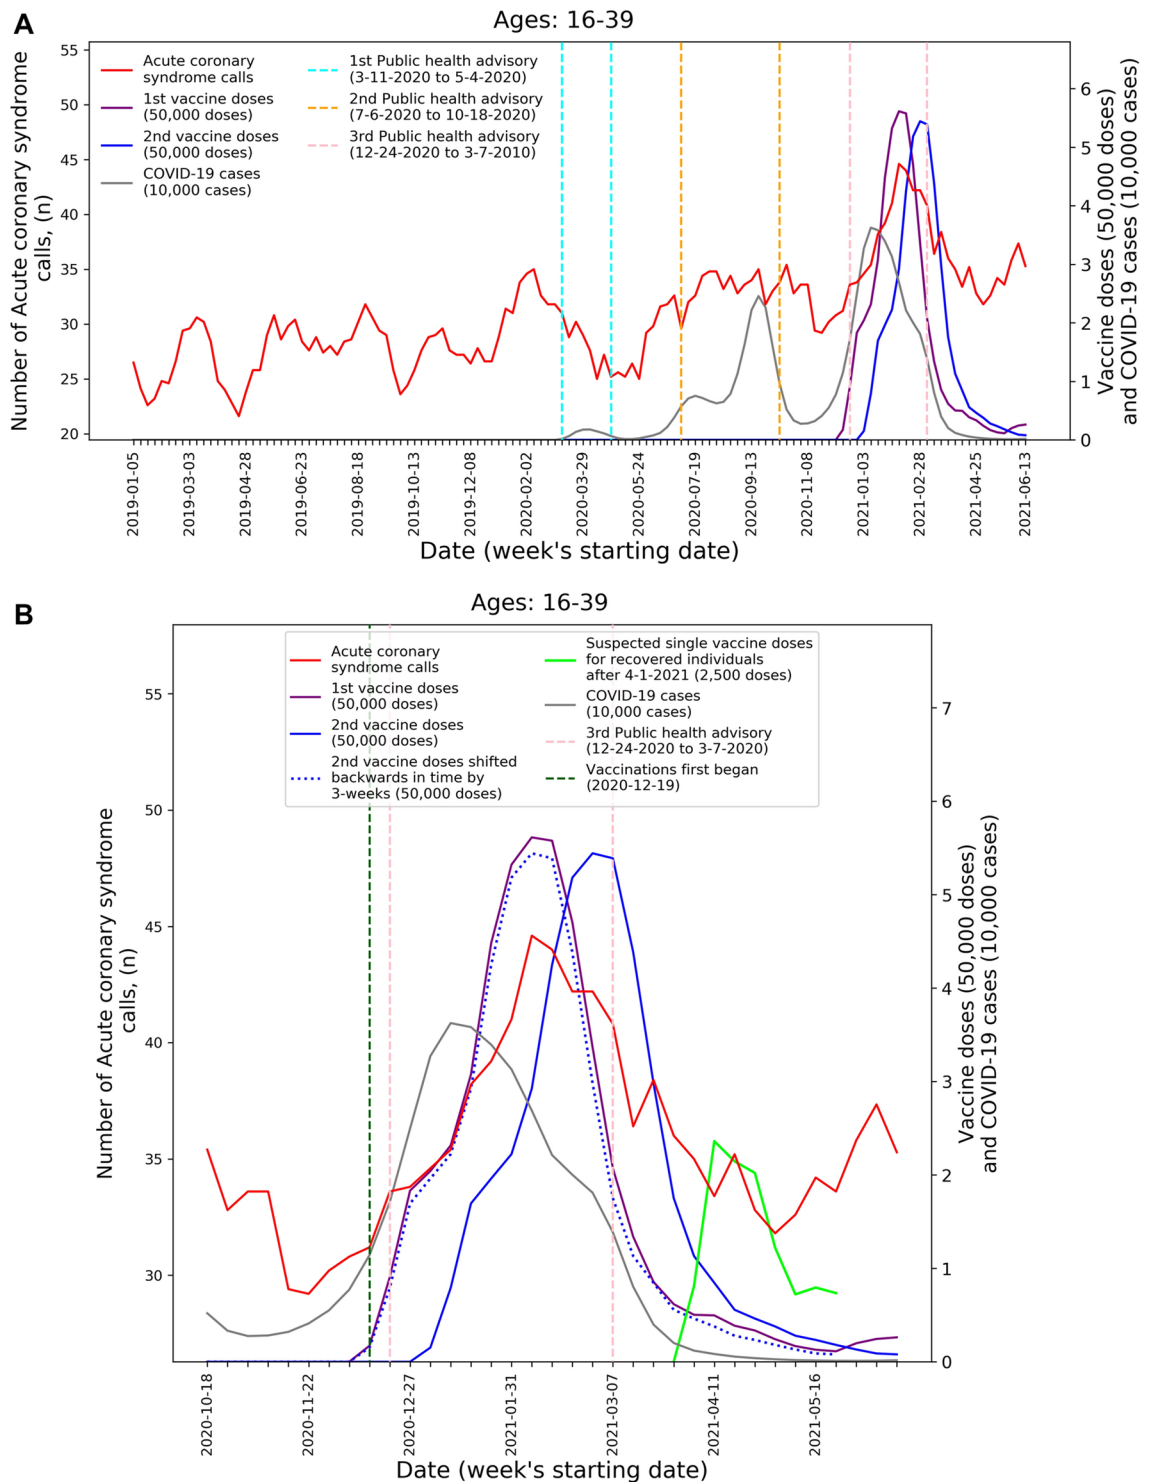 A
Ages: 16-39
Number of Acute coronary syndrome
calls, (n)
55
50
45
40
35
30
25
20
Acute coronary
syndrome calls
1st vaccine doses
(50,000 doses)
2nd vaccine doses
(50,000 doses)
COVID-19 cases
(10,000 cases)
1st Public health advisory
(3-11-2020 to 5-4-2020)
2nd Public health advisory
(7-6-2020 to 10-18-2020)
3rd Public health advisory
(12-24-2020 to 3-7-2010)
6
5
4
3
2
1
0
Vaccine doses (50,000 doses)
and COVID-19 cases (10,000 cases)
2019-01-05
2019-03-03
2019-04-28
2019-06-23
2019-08-18
2019-10-13
2019-12-08
2020-02-02
2020-03-29
2020-05-24
2020-07-19
2020-09-13
2020-11-08
2021-01-03
2021-02-28
2021-04-25
2021-06-13
Date (week's starting date)
B
Ages: 16-39
Number of Acute coronary syndrome
calls, (n)
55
50
45
40
35
30
Acute coronary
syndrome calls
1st vaccine doses
(50,000 doses)
2nd vaccine doses
(50,000 doses)
2nd vaccine doses shifted
backwards in time by
3-weeks (50,000 doses)
Suspected single vaccine doses
for recovered individuals
after 4-1-2021 (2,500 doses)
COVID-19 cases
(10,000 cases)
3rd Public health advisory
(12-24-2020 to 3-7-2020)
Vaccinations first began
(2020-12-19)
7
6
5
4
3
2
1
0
Vaccine doses (50,000 doses)
and COVID-19 cases (10,000 cases)
2020-10-18
2020-11-22
2020-12-27
2021-01-31
2021-03-07
2021-04-11
2021-05-16
Date (week's starting date)